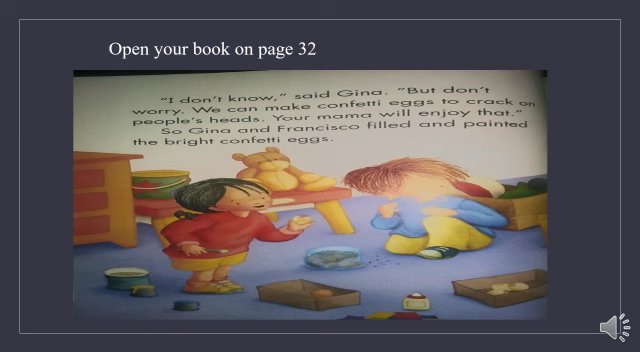 Open your book on page 32
"I don't know," said Gina. "But don't
worry. We can make confetti eggs to crack on
people's heads. Your mama will enjoy that."
So Gina and Francisco filled and painted
the bright confetti eggs.